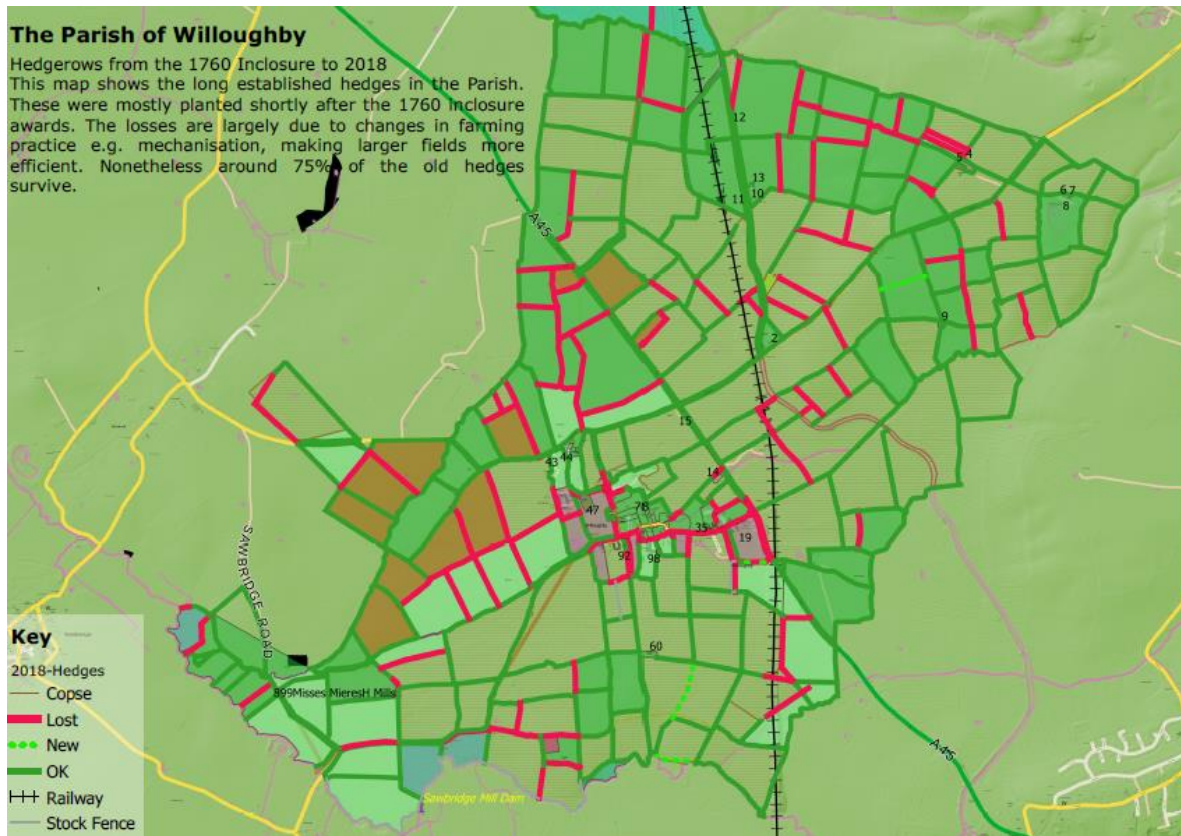 The Parish of Willoughby
Hedgerows from the 1760 Inclosure to 2018
This map shows the long established hedges in the Parish.
These were mostly planted shortly after the 1760 inclosure
awards. The losses are largely due to changes in farming
practice e.g. mechanisation, making larger fields more
efficient. Nonetheless around 75% of the old hedges
survive.
12
5 4
13
11 10
6 7
8
A45
9
2
15
43 44
14
47
78
35
19
92
98
60
SAWBRIDGE ROAD
899Misses MieresH Mills
A45
Sawbridge Mill Dam
Key
2018-Hedges
Copse
Lost
New
OK
Railway
Stock Fence